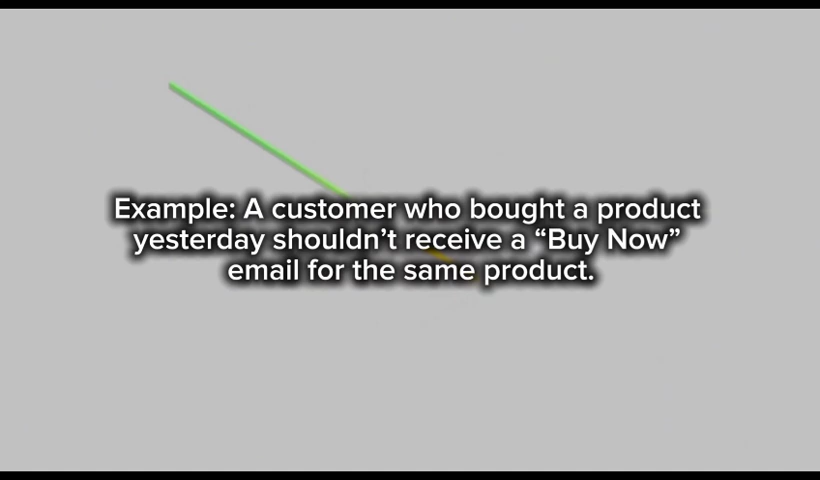 Example: A customer who bought a product
yesterday shouldn’t receive a “Buy Now”
email for the same product.